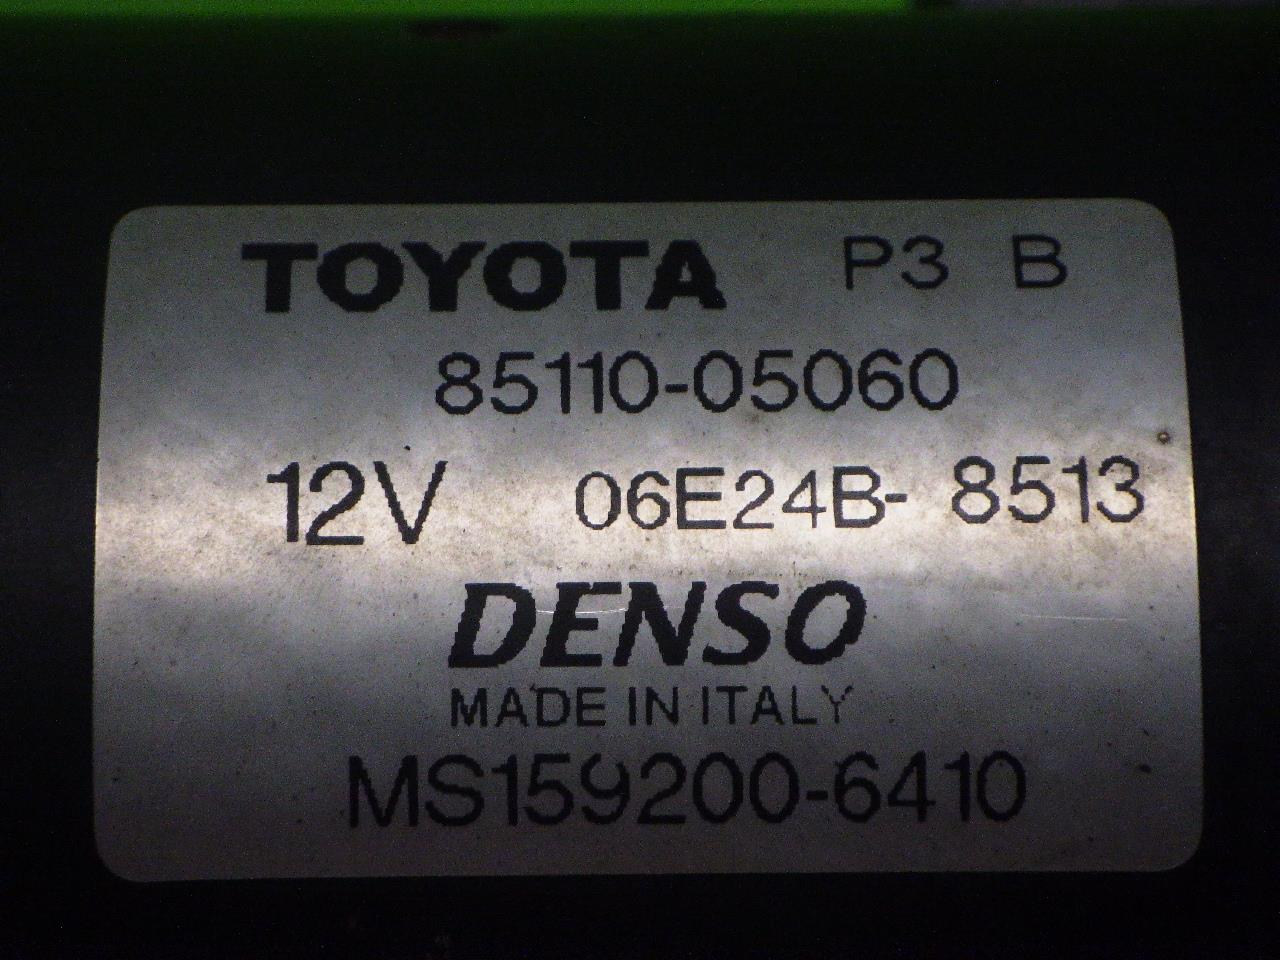 TOYOTA P3 B
85110-05060
12V 06E24B- 8513
DENSO
MADE IN ITALY
MS159200-6410